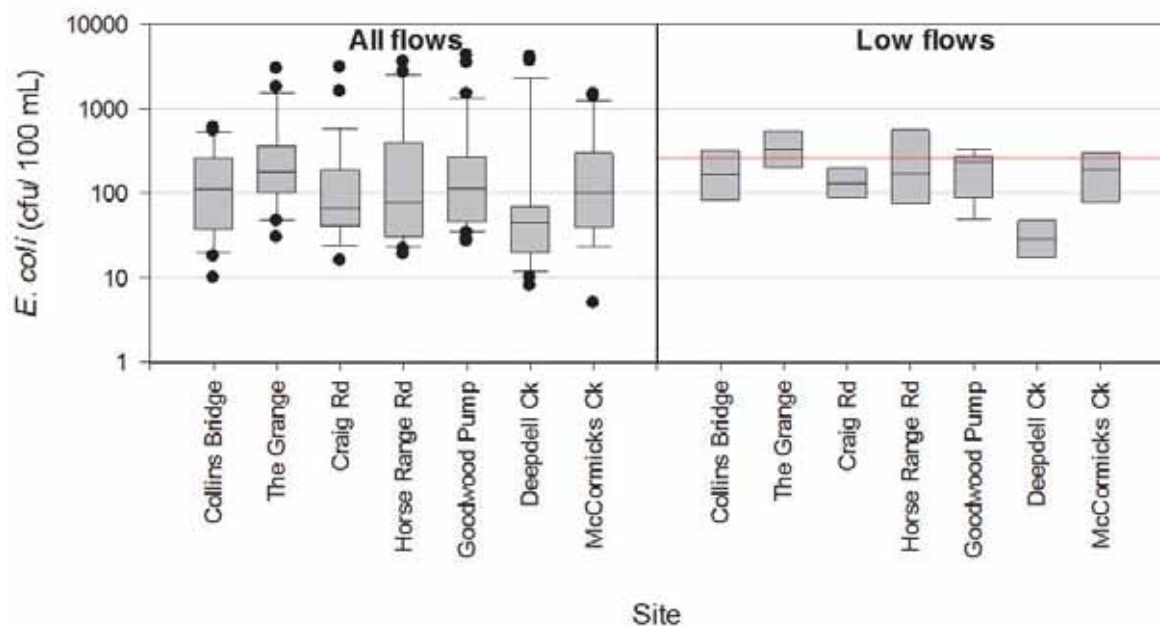 All flows
Low flows
E. coli (cfu/ 100 mL)
10000
1000
100
10
1
Collins Bridge
The Grange
Craig Rd
Horse Range Rd
Goodwood Pump
Deepdell Ck
McCormicks Ck
Collins Bridge
The Grange
Craig Rd
Horse Range Rd
Goodwood Pump
Deepdell Ck
McCormicks Ck
Site